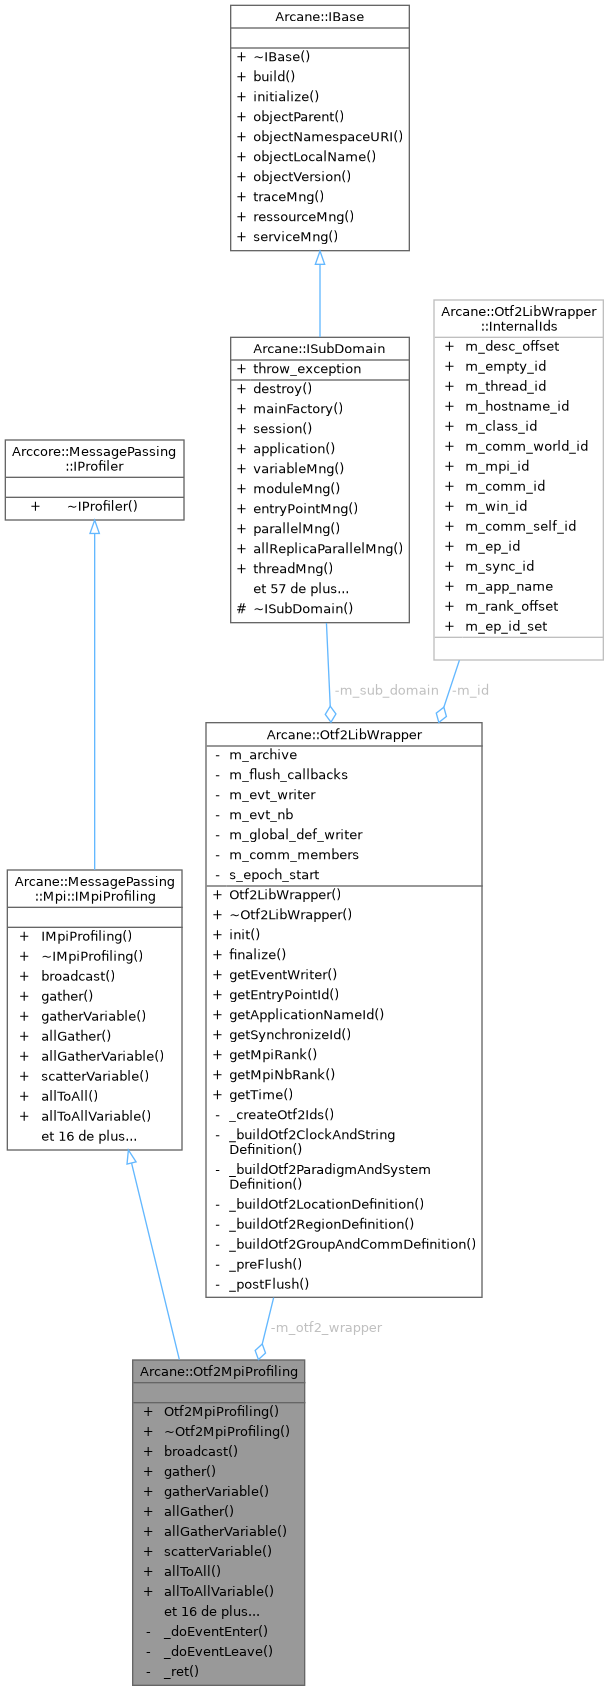 Arcane::IBase
+ ~IBase()
+ build()
+ initialize()
+ objectParent()
+ objectNamespaceURI()
+ objectLocalName()
+ objectVersion()
+ traceMng()
+ ressourceMng()
+ serviceMng()
Arcane::Otf2LibWrapper
::InternalIds
+ m_desc_offset
+ m_empty_id
+ m_thread_id
+ m_hostname_id
+ m_class_id
+ m_comm_world_id
+ m_mpi_id
+ m_comm_id
+ m_win_id
+ m_comm_self_id
+ m_ep_id
+ m_sync_id
+ m_app_name
+ m_rank_offset
+ m_ep_id_set
Arcane::ISubDomain
+ throw_exception
+ destroy()
+ mainFactory()
+ session()
+ application()
+ variableMng()
+ moduleMng()
+ entryPointMng()
+ parallelMng()
+ allReplicaParallelMng()
+ threadMng()
et 57 de plus...
# ~ISubDomain()
Arccore::MessagePassing
::IProfiler
+ ~IProfiler()
-m_sub_domain
-m_id
Arcane::Otf2LibWrapper
- m_archive
- m_flush_callbacks
- m_evt_writer
- m_evt_nb
- m_global_def_writer
- m_comm_members
- s_epoch_start
+ Otf2LibWrapper()
+ ~Otf2LibWrapper()
+ init()
+ finalize()
+ getEventWriter()
+ getEntryPointId()
+ getApplicationNameId()
+ getSynchronizeId()
+ getMpiRank()
+ getMpiNbRank()
+ getTime()
- _createOtf2Ids()
- _buildOtf2ClockAndString
Definition()
- _buildOtf2ParadigmAndSystem
Definition()
- _buildOtf2LocationDefinition()
- _buildOtf2RegionDefinition()
- _buildOtf2GroupAndCommDefinition()
- _preFlush()
- _postFlush()
Arcane::MessagePassing
::Mpi::IMpiProfiling
+ IMpiProfiling()
+ ~IMpiProfiling()
+ broadcast()
+ gather()
+ gatherVariable()
+ allGather()
+ allGatherVariable()
+ scatterVariable()
+ allToAll()
+ allToAllVariable()
et 16 de plus...
-m_otf2_wrapper
Arcane::Otf2MpiProfiling
+ Otf2MpiProfiling()
+ ~Otf2MpiProfiling()
+ broadcast()
+ gather()
+ gatherVariable()
+ allGather()
+ allGatherVariable()
+ scatterVariable()
+ allToAll()
+ allToAllVariable()
et 16 de plus...
- _doEventEnter()
- _doEventLeave()
- _ret()